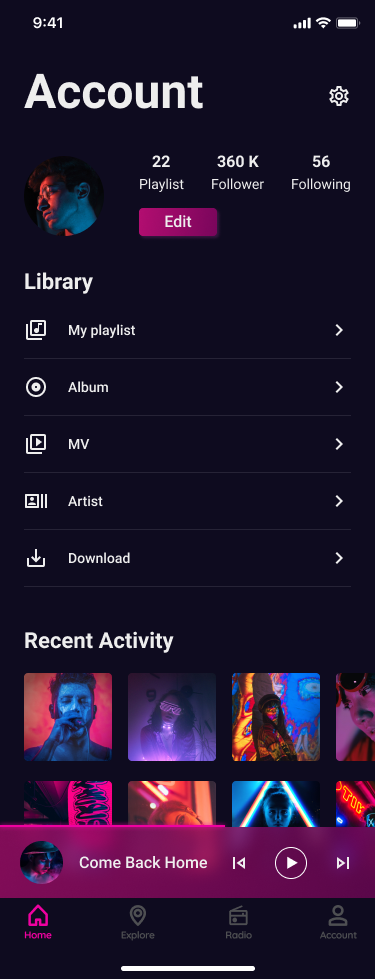 9:41
Account
22 360 K 56
Playlist Follower Following
Edit
Library
My playlist
Album
MV
Artist
Download
Recent Activity
Come Back Home
Home Explore Radio Account